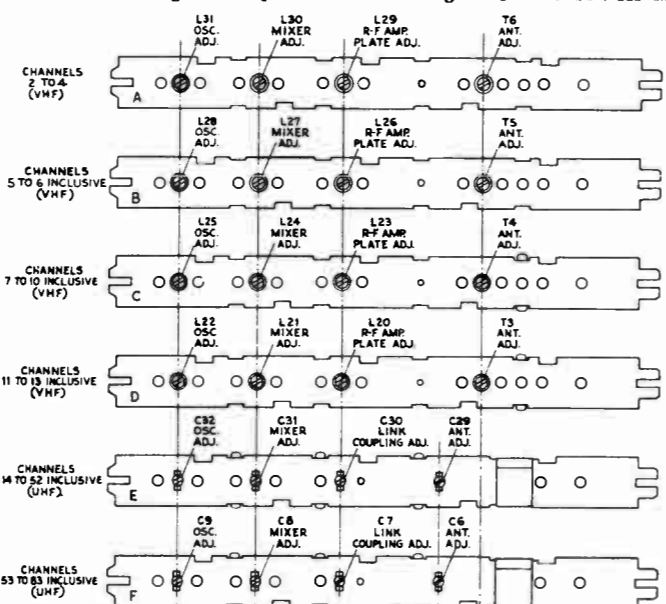 L31 L30 L29 T6
OSC. MIXER R-F AMP. ANT.
ADJ. ADJ. PLATE ADJ. ADJ.
CHANNELS
2 TO 4
(VHF)
A
L28 L27 L26 T5
OSC. MIXER R-F AMP. ANT.
ADJ. ADJ. PLATE ADJ. ADJ.
CHANNELS
5 TO 6 INCLUSIVE
(VHF)
B
L25 L24 L23 T4
OSC. MIXER R-F AMP. ANT.
ADJ. ADJ. PLATE ADJ. ADJ.
CHANNELS
7 TO 10 INCLUSIVE
(VHF)
C
L22 L21 L20 T3
OSC. MIXER R-F AMP. ANT.
ADJ. ADJ. PLATE ADJ. ADJ.
CHANNELS
11 TO 13 INCLUSIVE
(VHF)
D
C32 C31 C30 C29
OSC. MIXER LINK ANT.
ADJ. ADJ. COUPLING ADJ. ADJ.
CHANNELS
14 TO 52 INCLUSIVE
(UHF)
E
C9 C8 C7 C6
OSC. MIXER LINK ANT.
ADJ. ADJ. COUPLING ADJ. ADJ.
CHANNELS
53 TO 83 INCLUSIVE
(UHF)
F